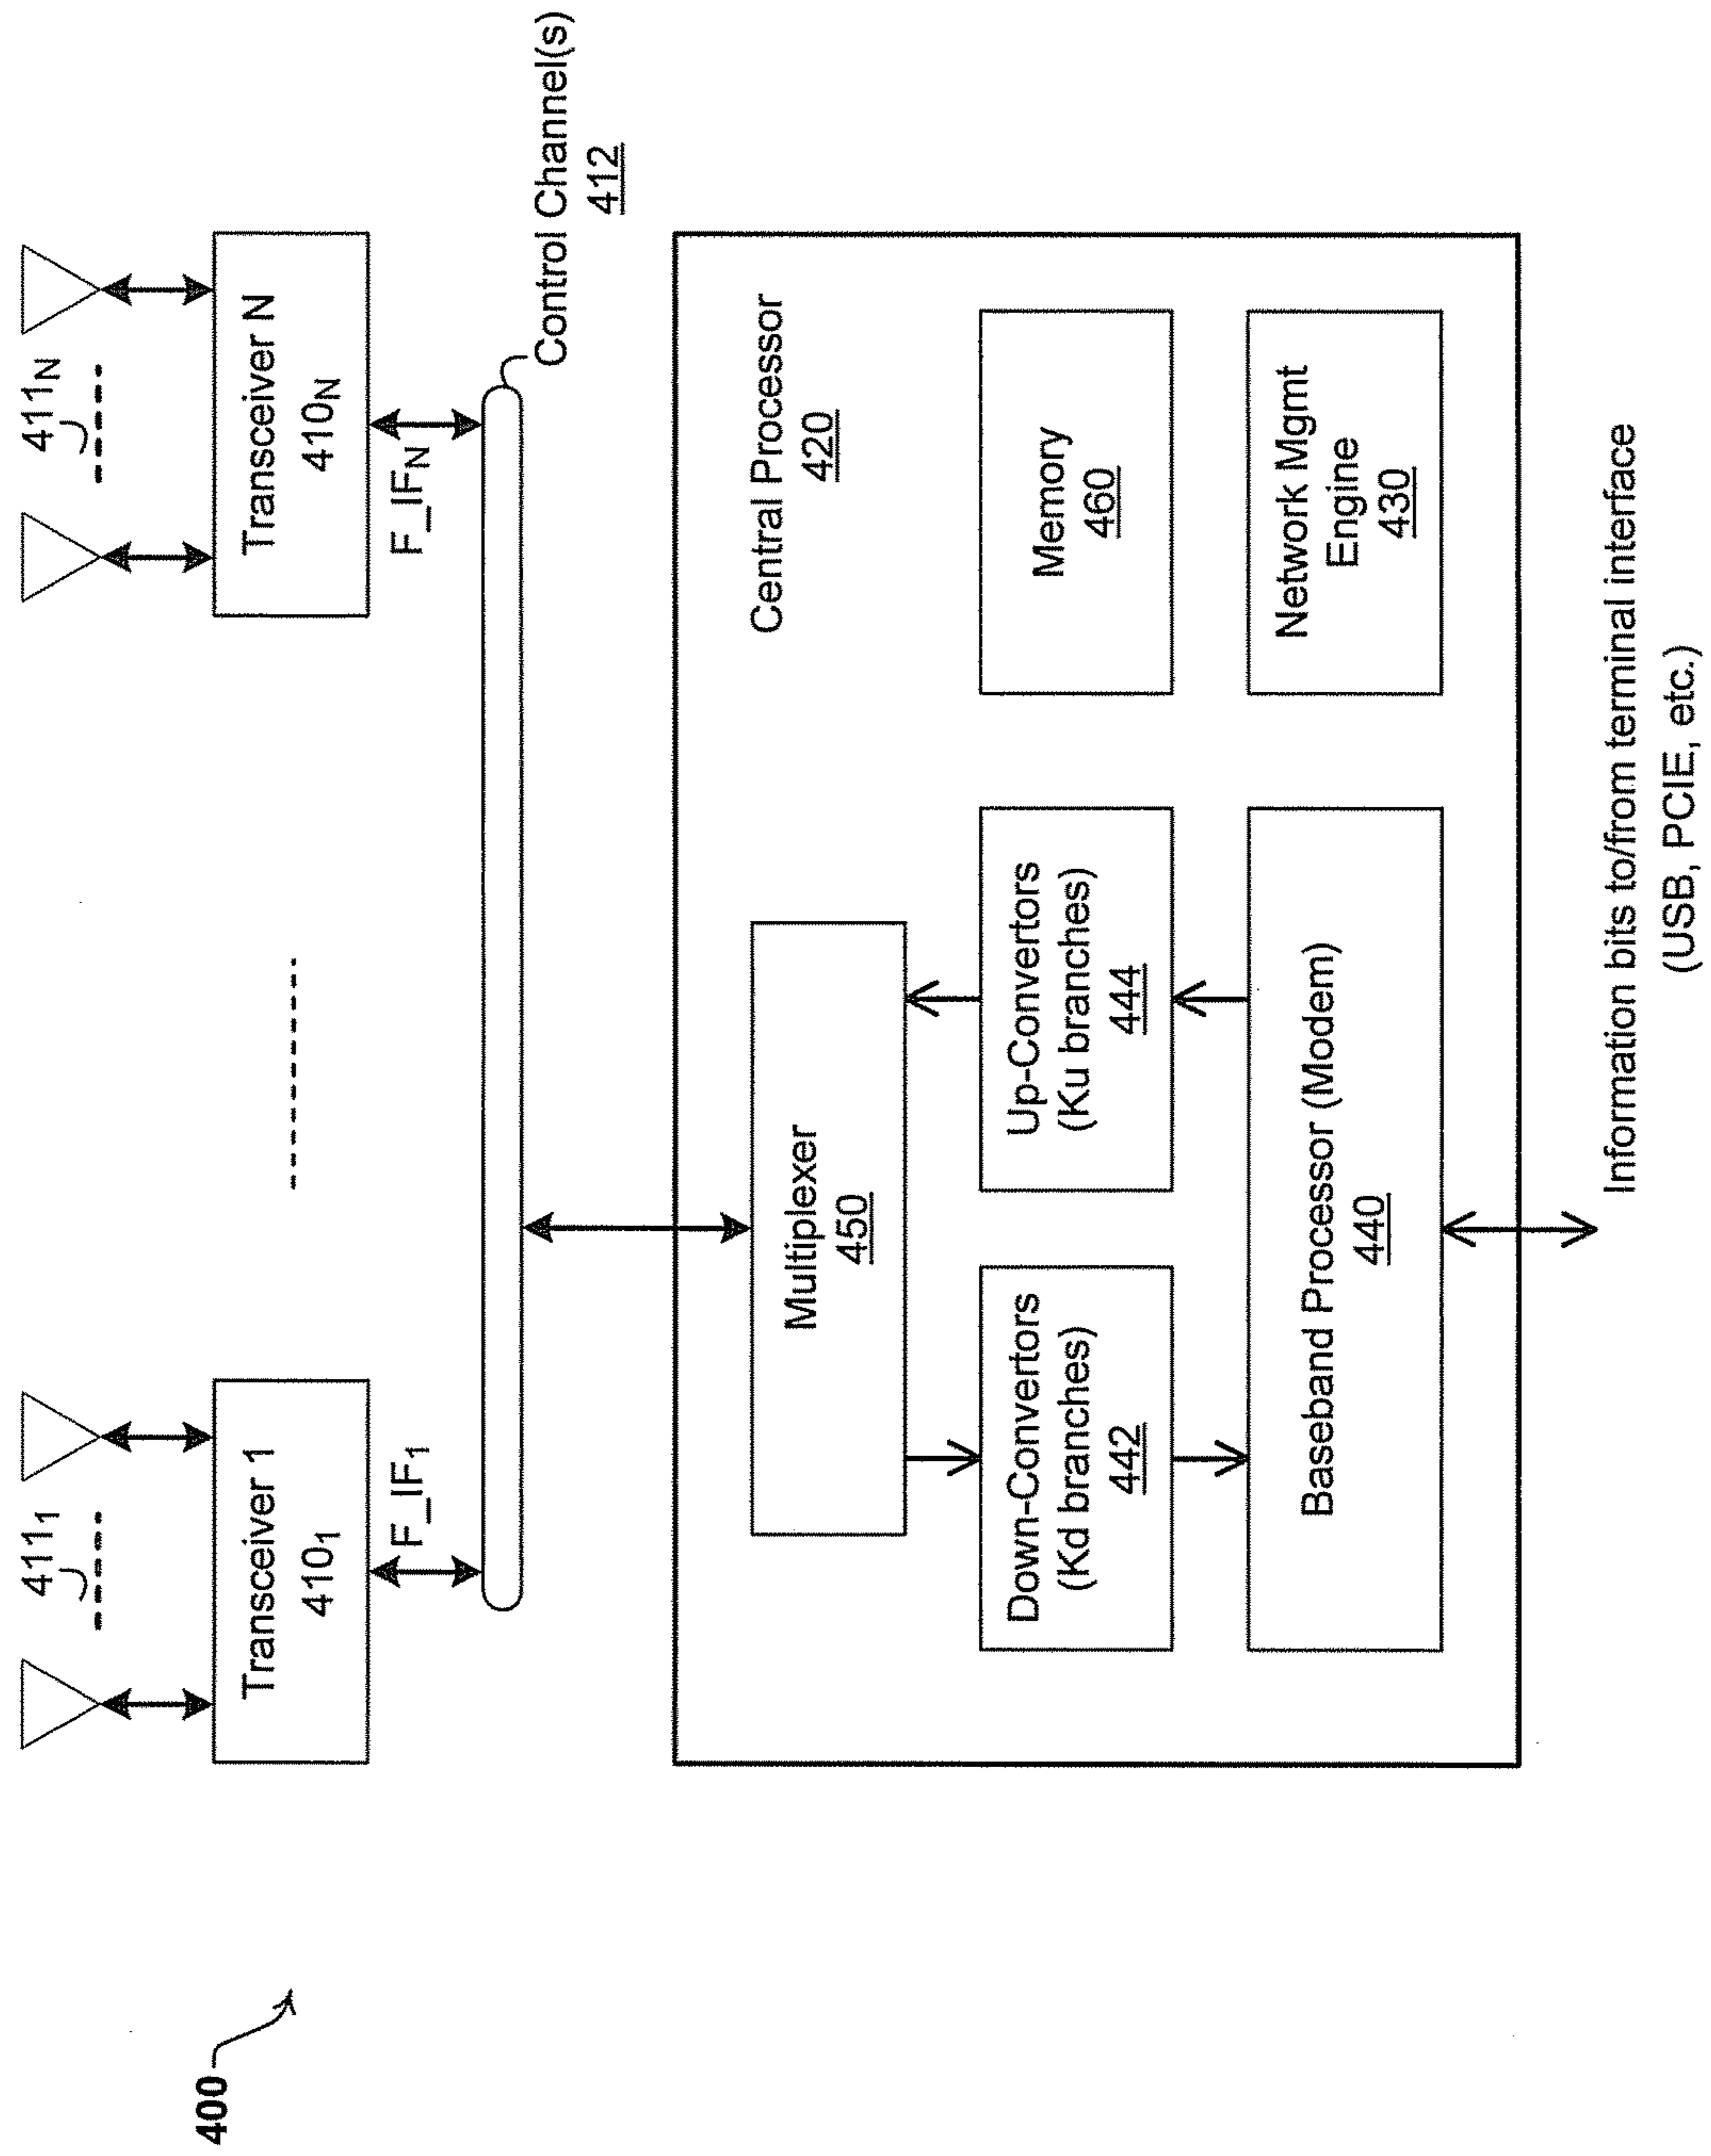 400
411₁
411N
Transceiver 1
410₁
Transceiver N
410N
F_IF₁
F_IFN
Control Channel(s)
412
Central Processor
420
Multiplexer
450
Down-Convertors
(Kd branches)
442
Up-Convertors
(Ku branches)
444
Memory
460
Baseband Processor (Modem)
440
Network Mgmt
Engine
430
Information bits to/from terminal interface
(USB, PCIE, etc.)